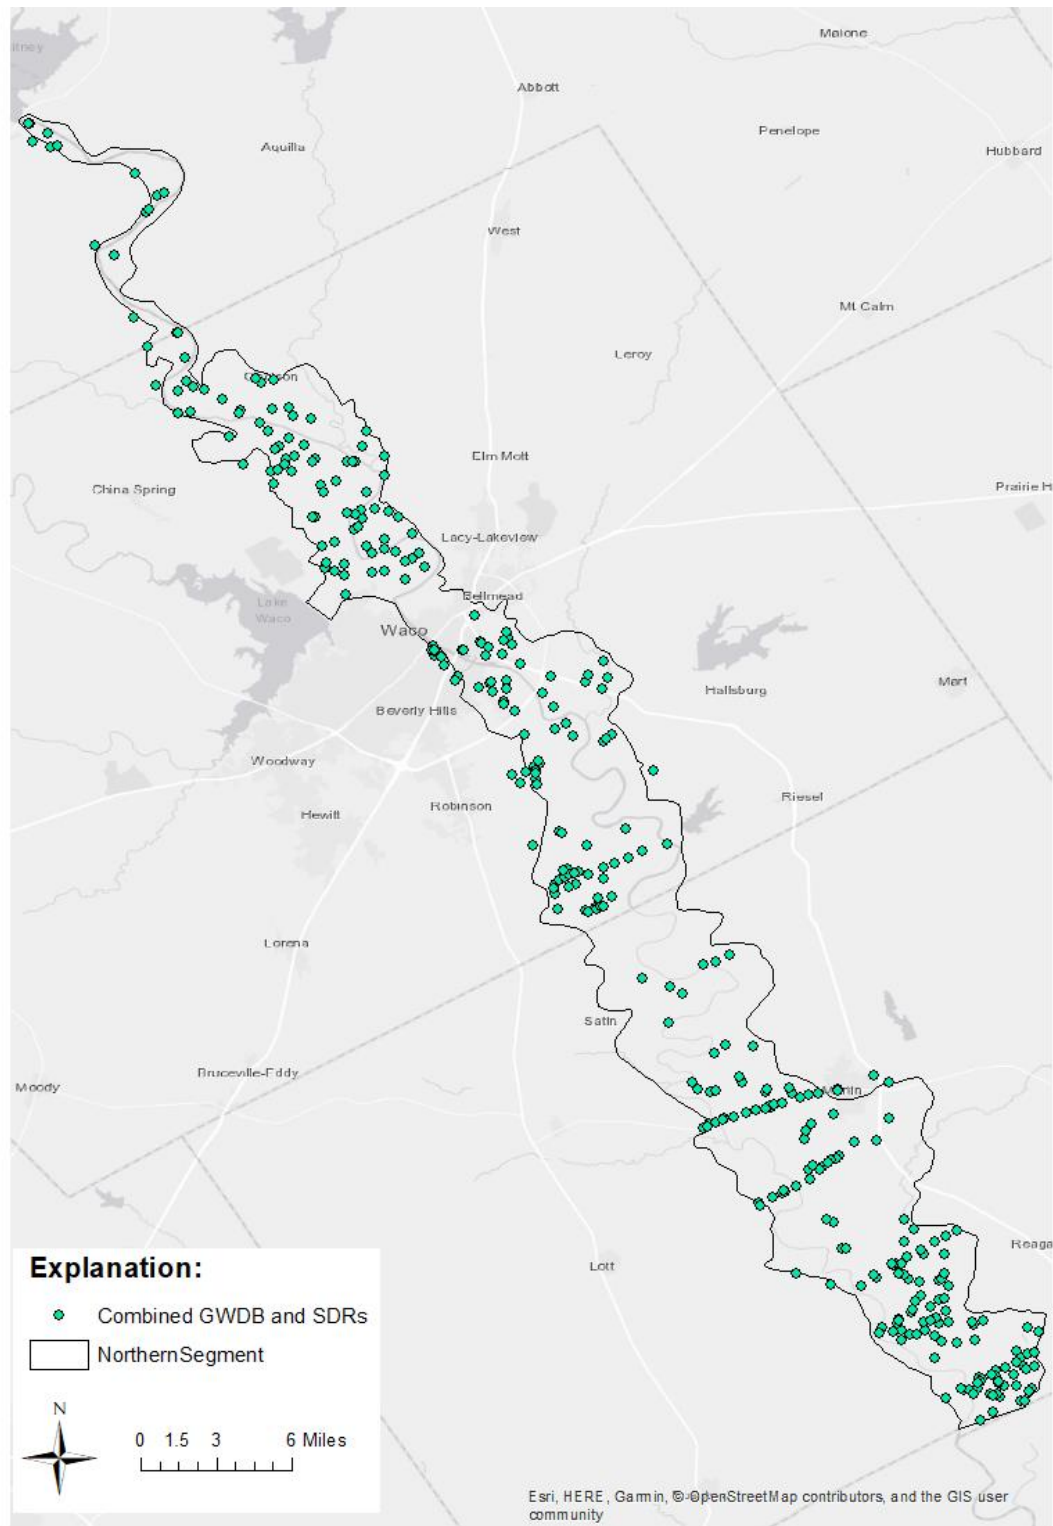 Malone
Abbott
Penelope
Hubbard
Aquilla
West
Mt Calm
Leroy
Elm Mott
China Spring
Prairie H
Lacy-Lakeview
Bellmead
Lake
Waco
Waco
Hallsburg
Mart
Beverly Hills
Woodway
Riesel
Robinson
Hewitt
Lorena
Satin
Bruceville-Eddy
Moody
Reaga
Lott
Explanation:
Combined GWDB and SDRs
NorthernSegment
N
0 1.5 3 6 Miles
Esri, HERE, Garmin, © OpenStreetMap contributors, and the GIS user
community